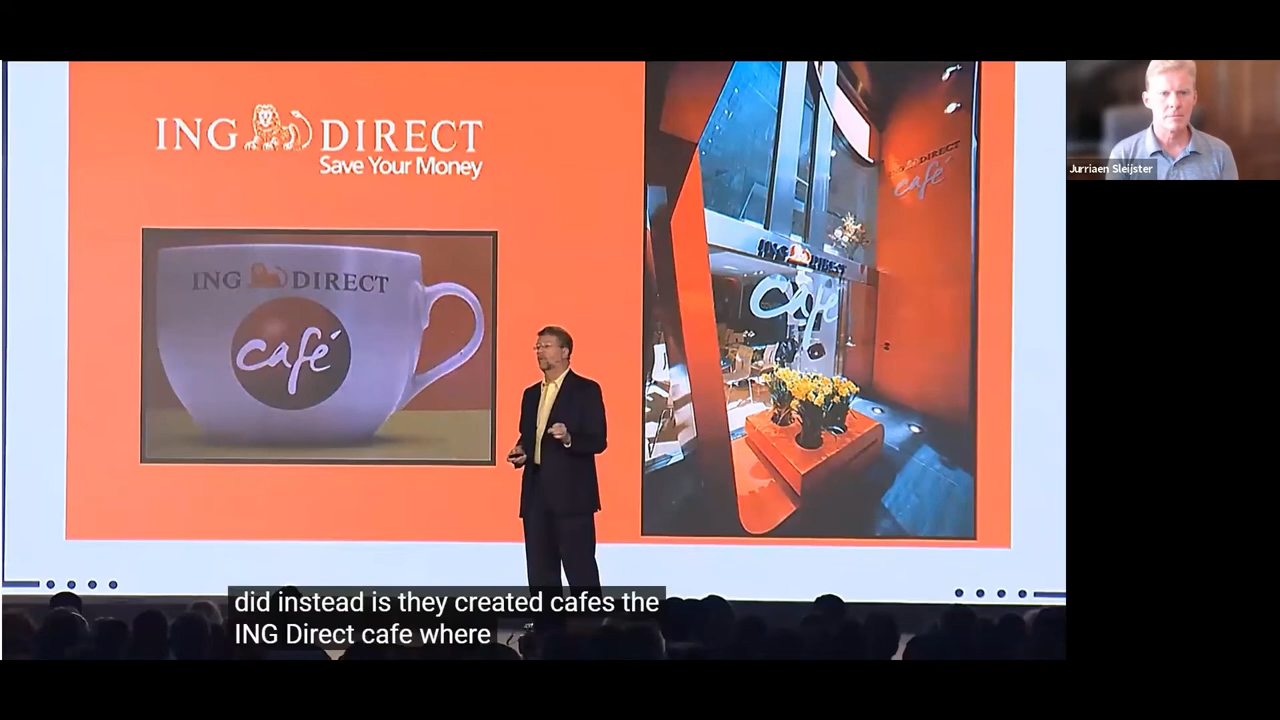 ING DIRECT
Save Your Money
ING DIRECT
café
DIRECT
café
ING DIRECT
café
Jurriaen Sleijster
did instead is they created cafes the
ING Direct cafe where